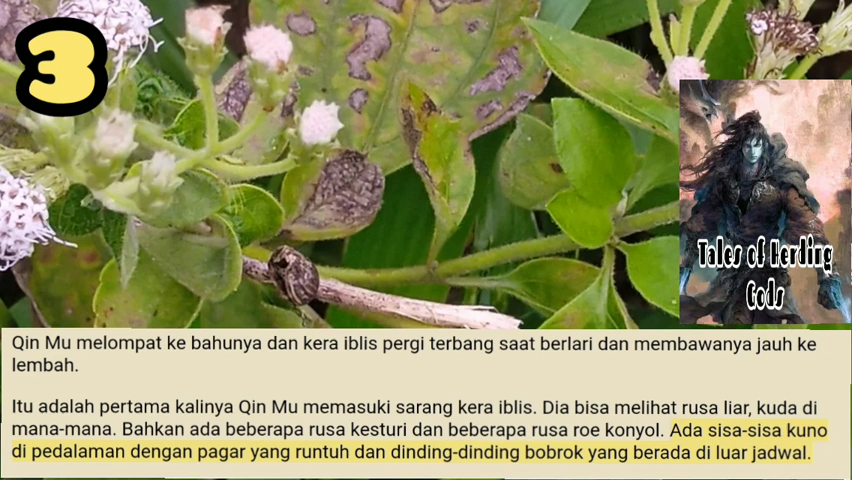 3
Tales of Herding
Gods
Qin Mu melompat ke bahunya dan kera iblis pergi terbang saat berlari dan membawanya jauh ke
lembah.
Itu adalah pertama kalinya Qin Mu memasuki sarang kera iblis. Dia bisa melihat rusa liar, kuda di
mana-mana. Bahkan ada beberapa rusa kesturi dan beberapa rusa roe konyol. Ada sisa-sisa kuno
di pedalaman dengan pagar yang runtuh dan dinding-dinding bobrok yang berada di luar jadwal.